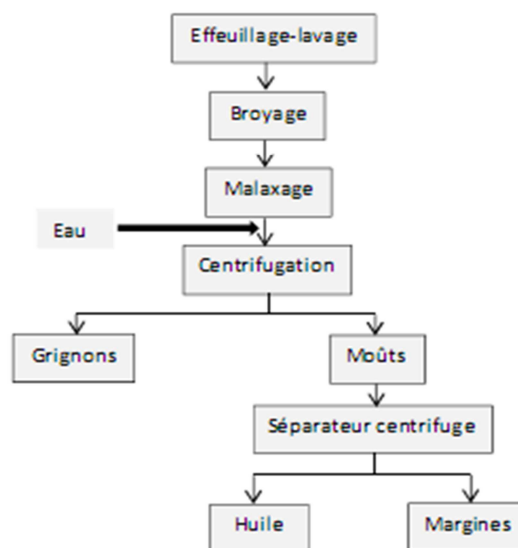 Effeuillage-lavage
Broyage
Malaxage
Eau
Centrifugation
Grignons
Moûts
Séparateur centrifuge
Huile
Margines